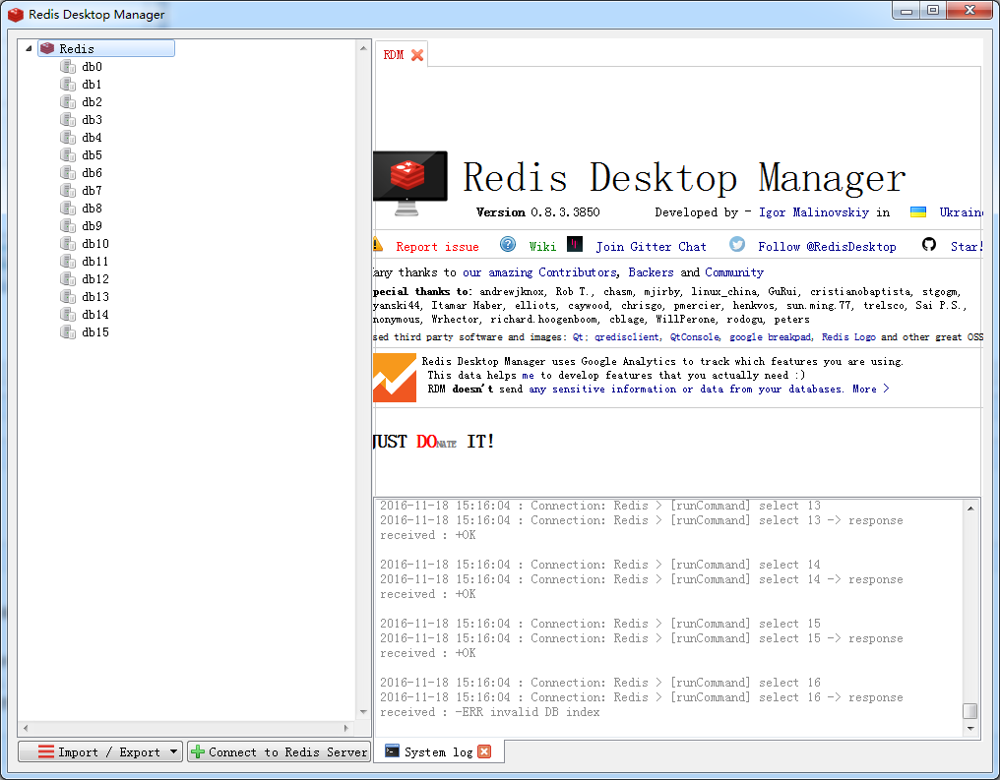 Redis Desktop Manager
Redis
db0
db1
db2
db3
db4
db5
db6
db7
db8
db9
db10
db11
db12
db13
db14
db15
Import / Export
Connect to Redis Server
RDM
Redis Desktop Manager
Version 0.8.3.3850 Developed by - Igor Malinovskiy in Ukraine
Report issue Wiki Join Gitter Chat Follow @RedisDesktop Star!
any thanks to our amazing Contributors, Backers and Community
pecial thanks to: andrewjknox, Rob T., chasm, mjirby, linux_china, GuRui, cristianobaptista, stgogm,
yanski44, Itamar Haber, elliots, caywood, chrisgo, pmercier, henkvos, sun.ming.77, trelsco, Sai P.S.,
nonymous, Wrhector, richard.hoogenboom, cblage, WillPerone, rodogu, peters
sed third party software and images: Qt; qredisclient, QtConsole, google breakpad, Redis Logo and other great OSS
Redis Desktop Manager uses Google Analytics to track which features you are using.
This data helps me to develop features that you actually need :)
RDM doesn't send any sensitive information or data from your databases. More >
JUST DONATE IT!
2016-11-18 15:16:04 : Connection: Redis > [runCommand] select 13
2016-11-18 15:16:04 : Connection: Redis > [runCommand] select 13 -> response
received : +OK
2016-11-18 15:16:04 : Connection: Redis > [runCommand] select 14
2016-11-18 15:16:04 : Connection: Redis > [runCommand] select 14 -> response
received : +OK
2016-11-18 15:16:04 : Connection: Redis > [runCommand] select 15
2016-11-18 15:16:04 : Connection: Redis > [runCommand] select 15 -> response
received : +OK
2016-11-18 15:16:04 : Connection: Redis > [runCommand] select 16
2016-11-18 15:16:04 : Connection: Redis > [runCommand] select 16 -> response
received : -ERR invalid DB index
System log